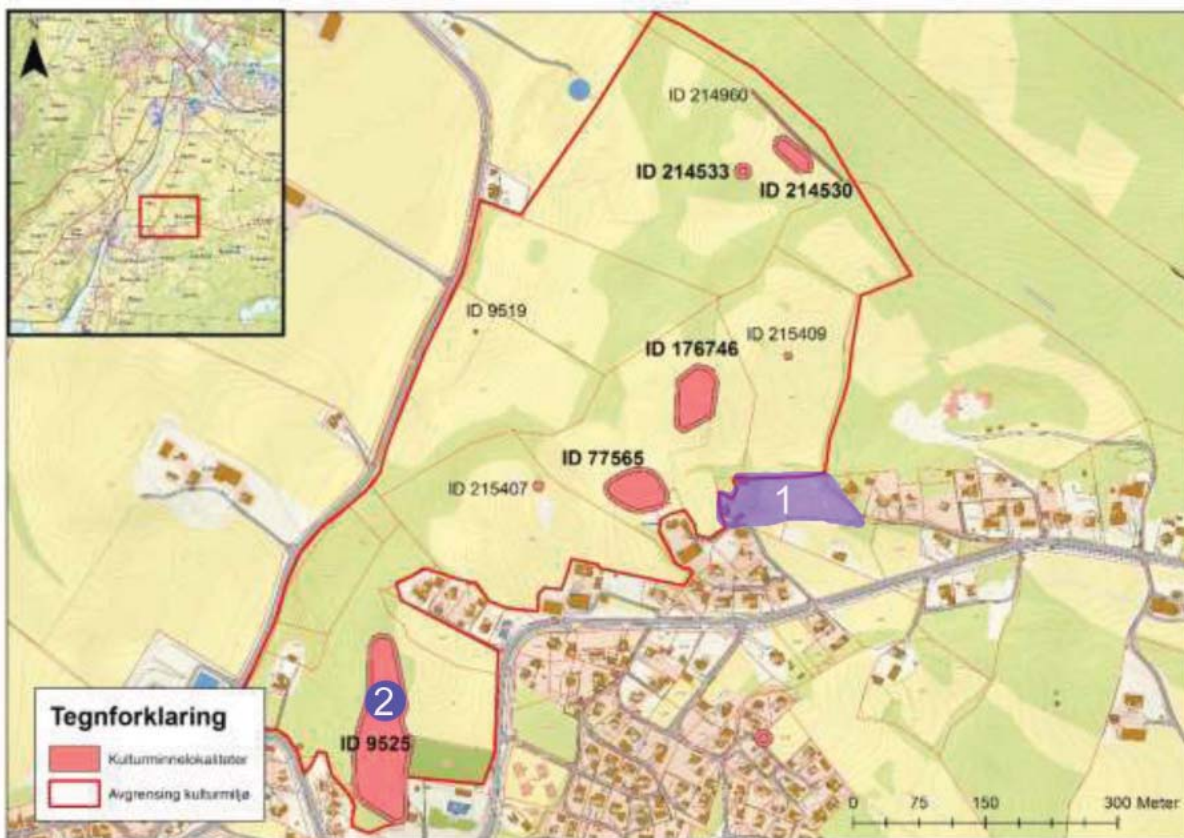 ID 214960
ID 214533
ID 214530
ID 9519
ID 215409
ID 176746
ID 77565
ID 215407
1
2
ID 9525
Tegnforklaring
Kulturminnelokaliteter
Avgrensing kulturmiljø
0 75 150 300 Meter